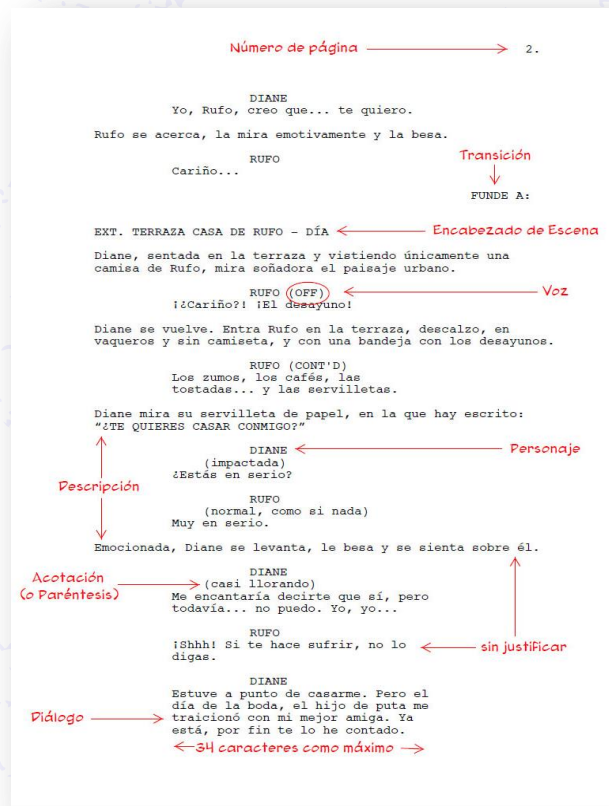 Número de página 2.
DIANE
Yo, Rufo, creo que... te quiero.
Rufo se acerca, la mira emotivamente y la besa.
RUFO
Cariño...
Transición
FUNDE A:
EXT. TERRAZA CASA DE RUFO - DÍA Encabezado de Escena
Diane, sentada en la terraza y vistiendo únicamente una
camisa de Rufo, mira soñadora el paisaje urbano.
RUFO (OFF) Voz
¡¿Cariño?! ¡El desayuno!
Diane se vuelve. Entra Rufo en la terraza, descalzo, en
vaqueros y sin camiseta, y con una bandeja con los desayunos.
RUFO (CONT'D)
Los zumos, los cafés, las
tostadas... y las servilletas.
Diane mira su servilleta de papel, en la que hay escrito:
“¿TE QUIERES CASAR CONMIGO?”
DIANE Personaje
(impactada)
¿Estás en serio?
Descripción
RUFO
(normal, como si nada)
Muy en serio.
Emocionada, Diane se levanta, le besa y se sienta sobre él.
DIANE
Acotación
(o Paréntesis)
(casi llorando)
Me encantaría decirte que sí, pero
todavía... no puedo. Yo, yo...
RUFO
¡Shhh! Si te hace sufrir, no lo
digas.
sin justificar
DIANE
Estuve a punto de casarme. Pero el
día de la boda, el hijo de puta me
Diálogo traicionó con mi mejor amiga. Ya
está, por fin te lo he contado.
34 caracteres como máximo